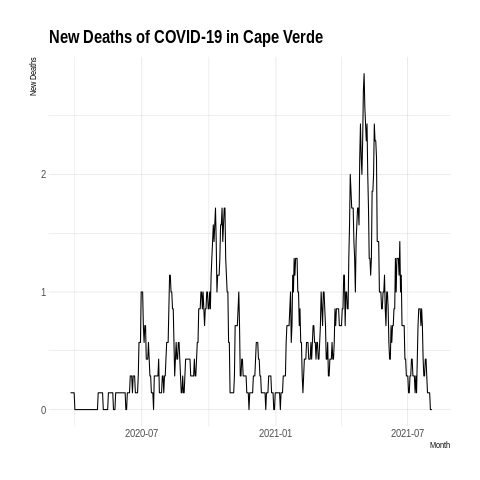 New Deaths of COVID-19 in Cape Verde
New Deaths
2
1
0
2020-07
2021-01
2021-07
Month